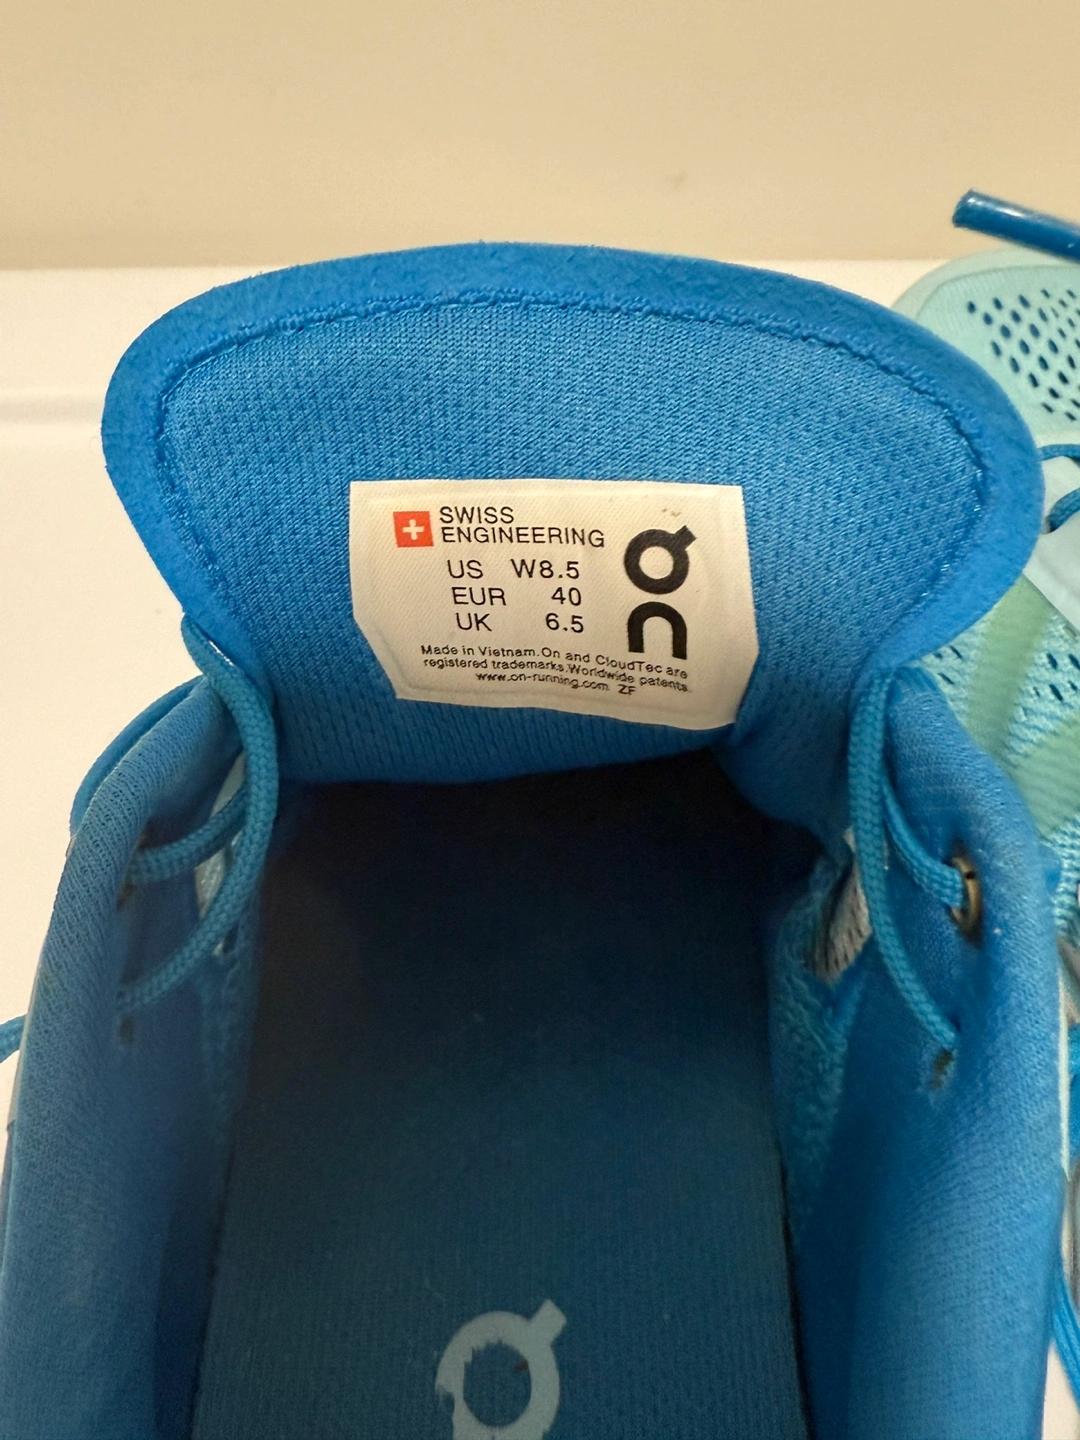 SWISS
ENGINEERING
US W8.5
EUR 40
UK 6.5
Made in Vietnam.On and CloudTec are
registered trademarks.Worldwide patents.
www.on-running.com ZF
On